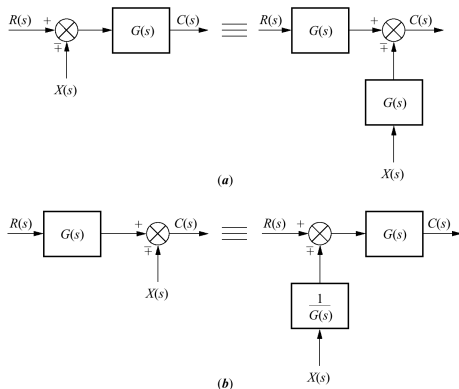 R(s) + G(s) C(s) R(s) G(s) + C(s)
∓ ∓
X(s) G(s)
X(s)
(a)
R(s) G(s) + C(s) R(s) + G(s) C(s)
∓ ∓
X(s) 1
G(s)
X(s)
(b)